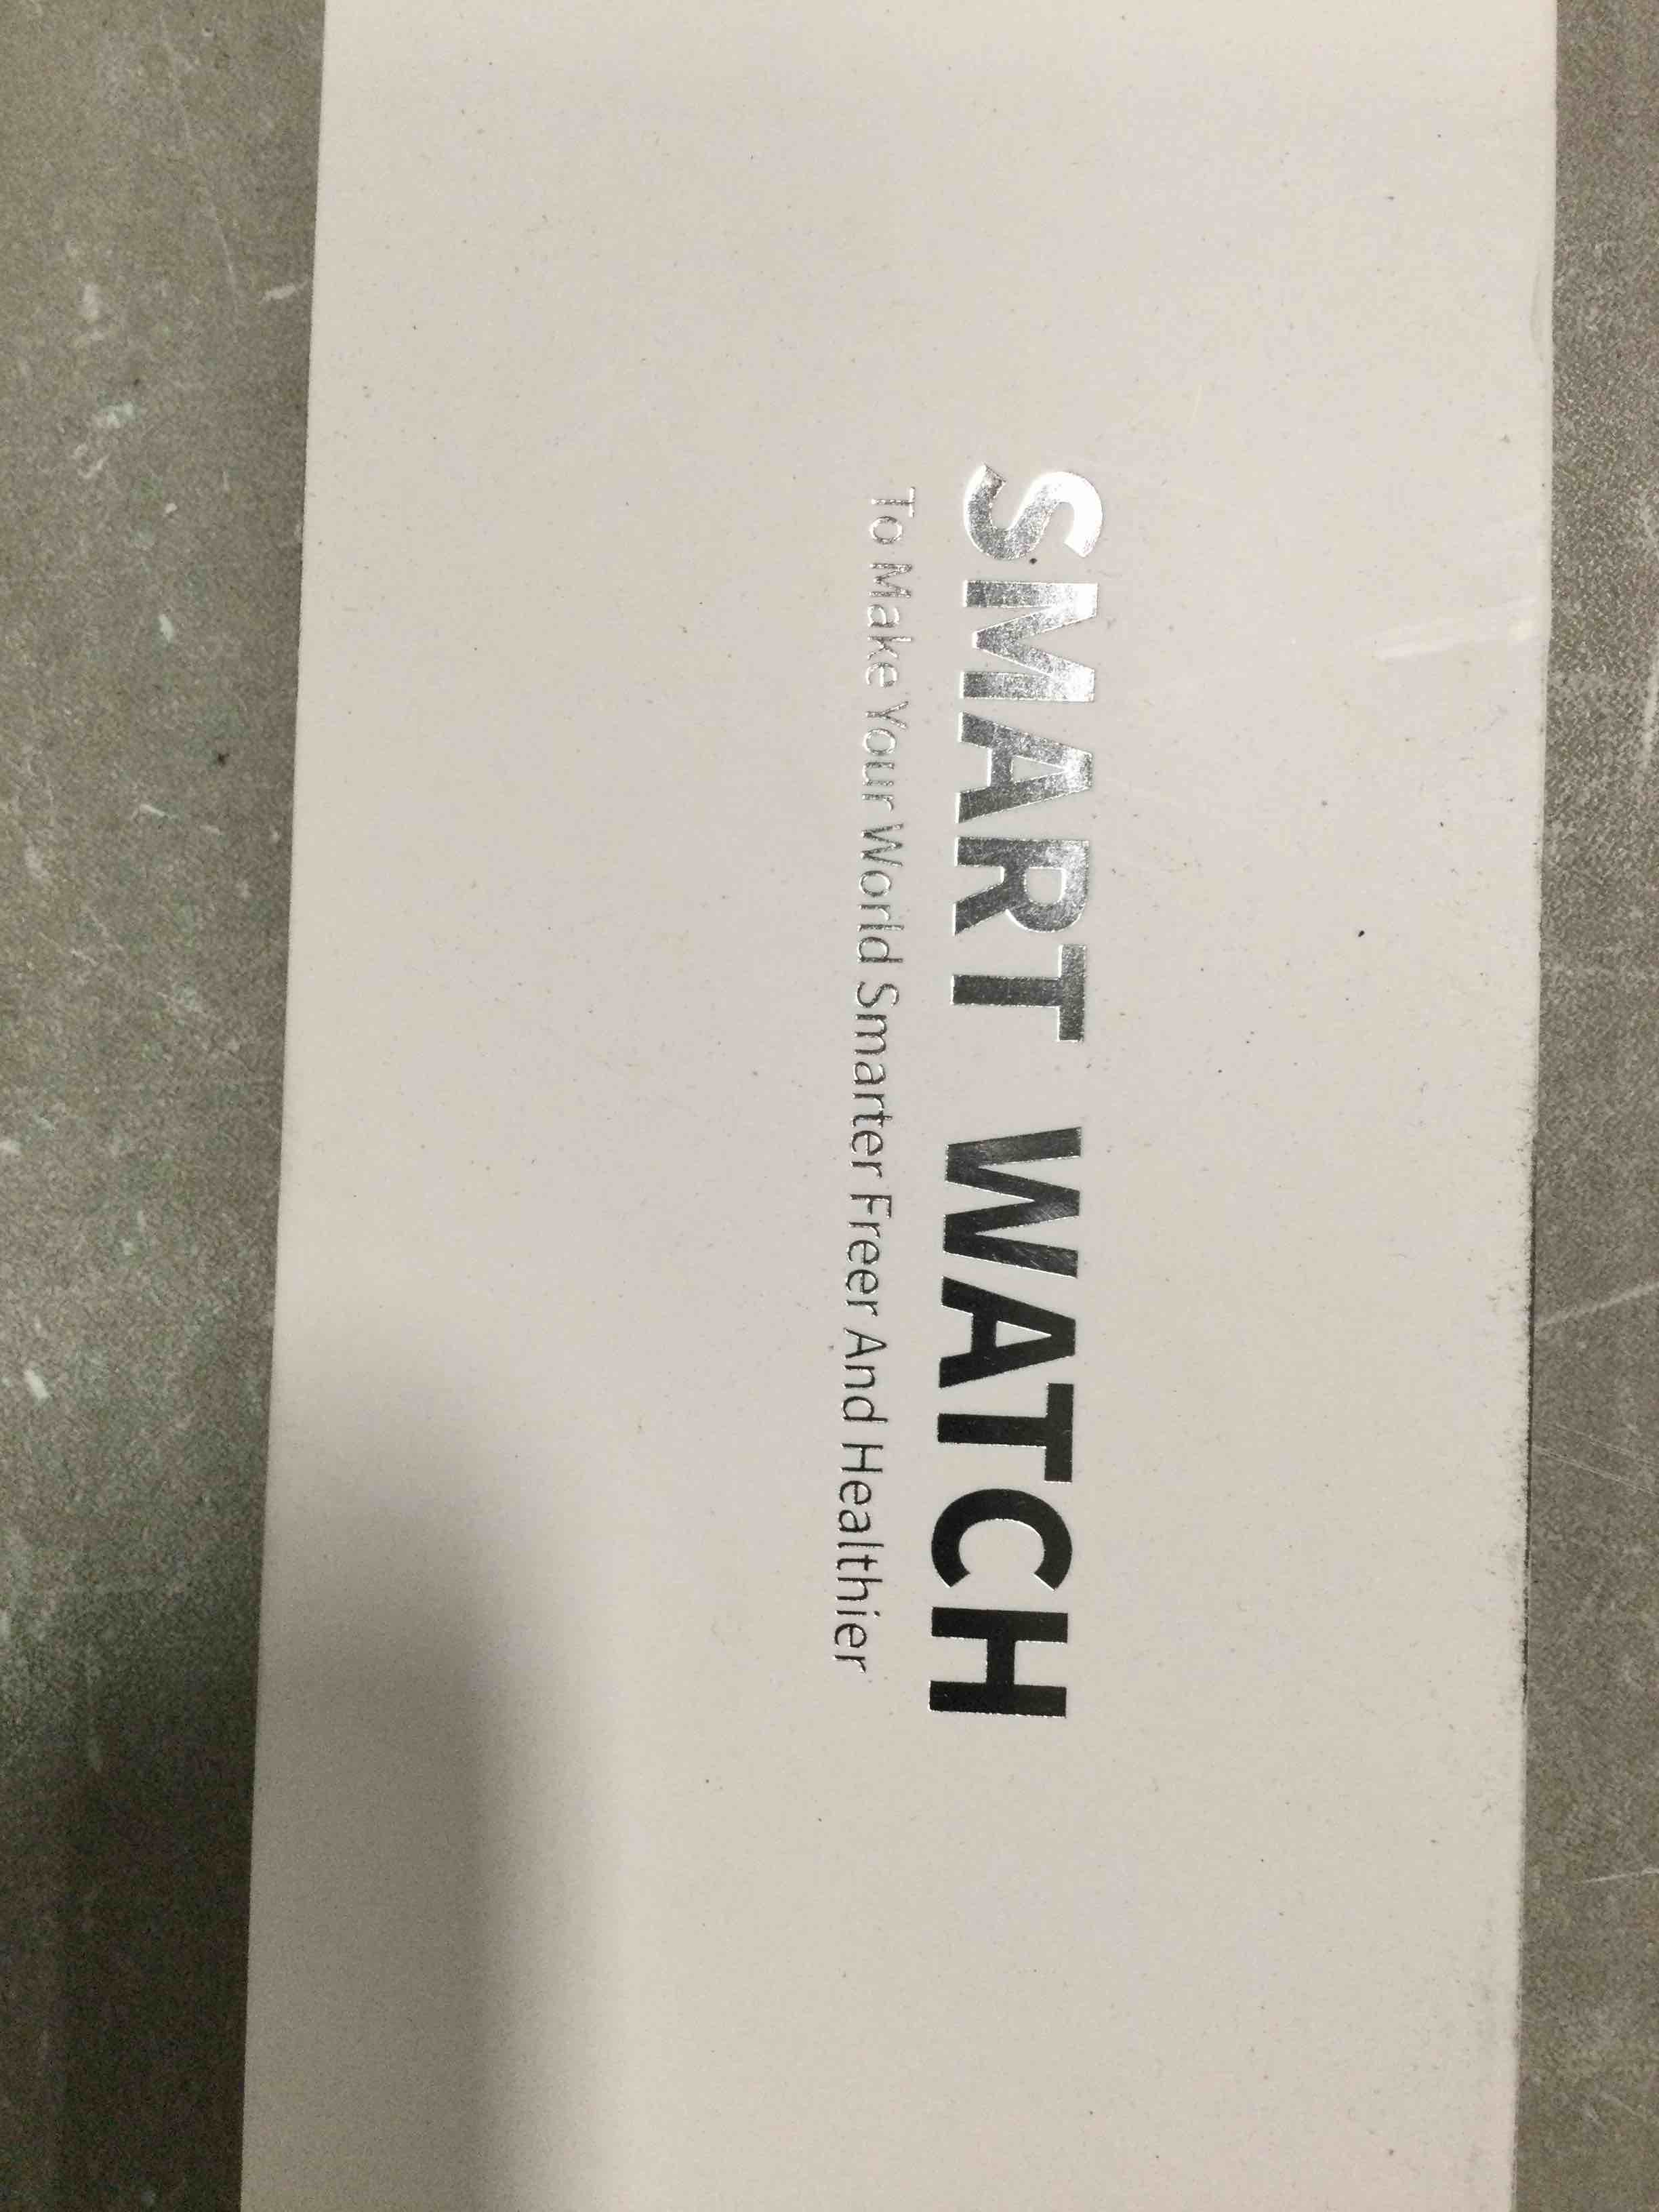 SMART WATCH
To Make Your World Smarter Freer And Healthier